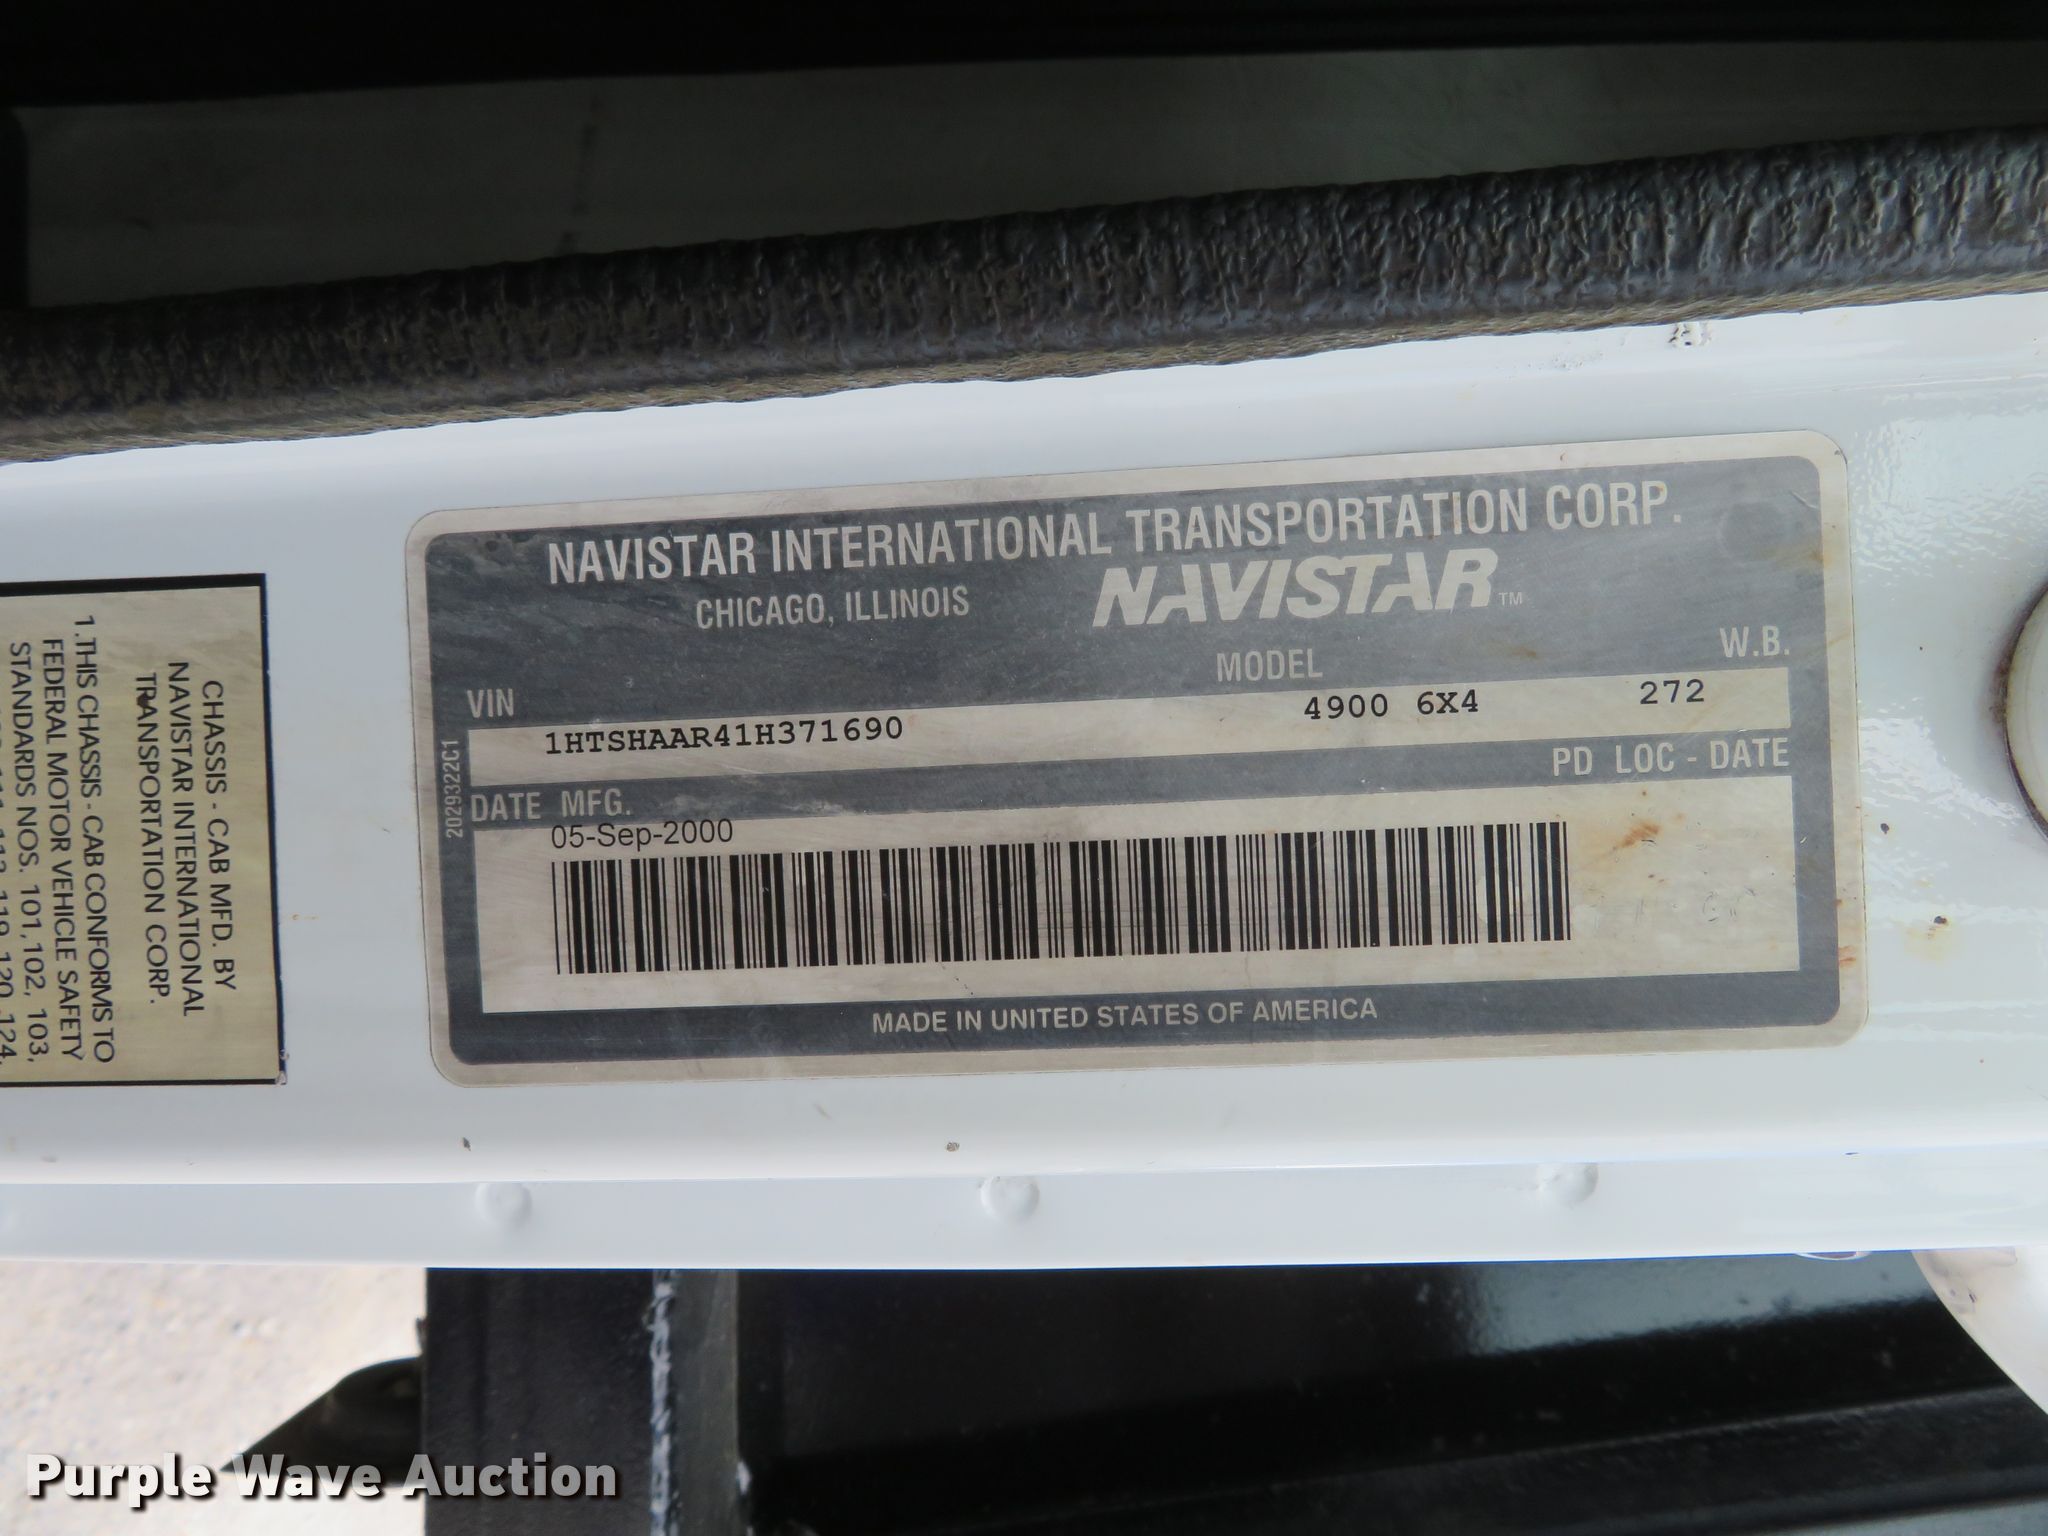 NAVISTAR INTERNATIONAL TRANSPORTATION CORP.
CHICAGO, ILLINOIS NAVISTAR™
VIN MODEL W.B.
1HTSHAAR41H371690 4900 6X4 272
DATE MFG. PD LOC - DATE
05-Sep-2000
MADE IN UNITED STATES OF AMERICA
2029322C1
CHASSIS - CAB MFD. BY
NAVISTAR INTERNATIONAL
TRANSPORTATION CORP.
1.THIS CHASSIS - CAB CONFORMS TO
FEDERAL MOTOR VEHICLE SAFETY
STANDARDS NOS. 101, 102, 103,
Purple Wave Auction